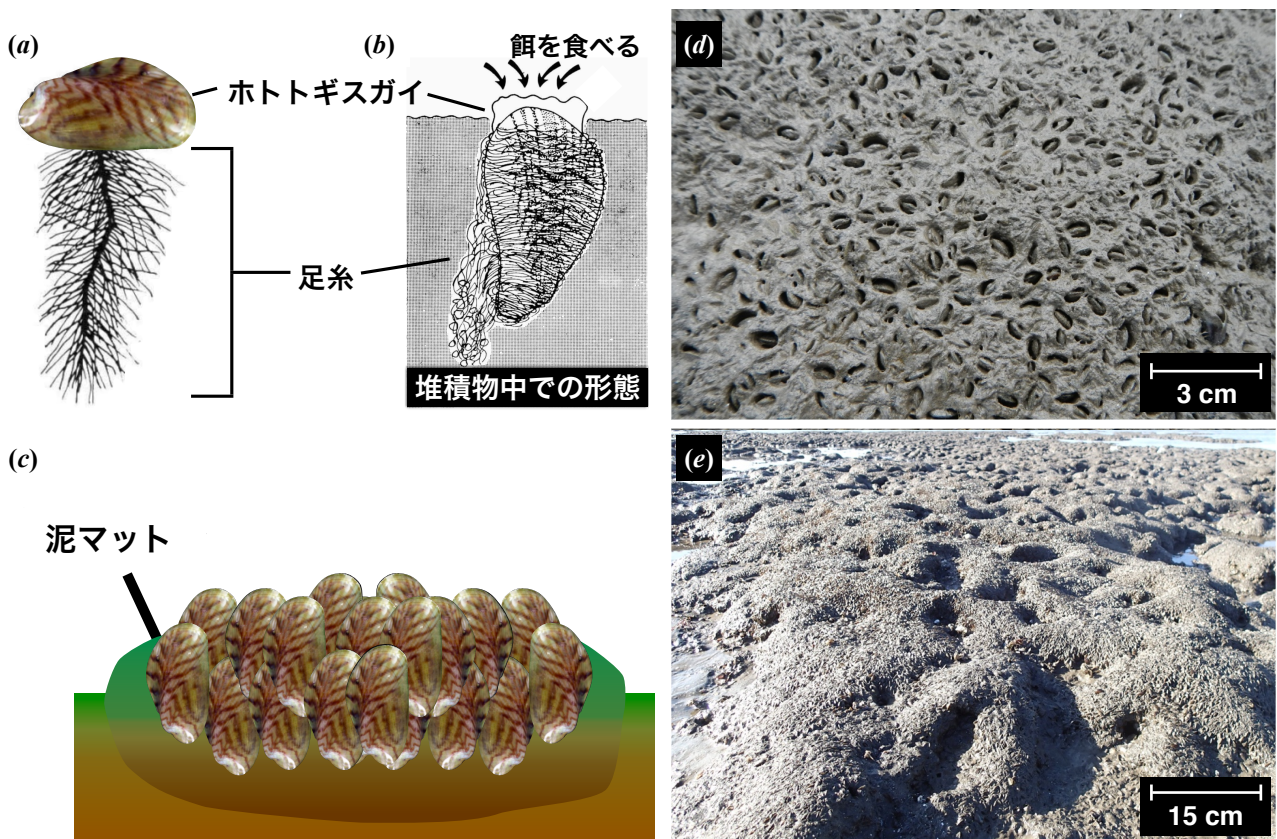 (a)
ホトトギスガイ
足糸
(b)
餌を食べる
堆積物中での形態
(c)
泥マット
(d)
3 cm
(e)
15 cm